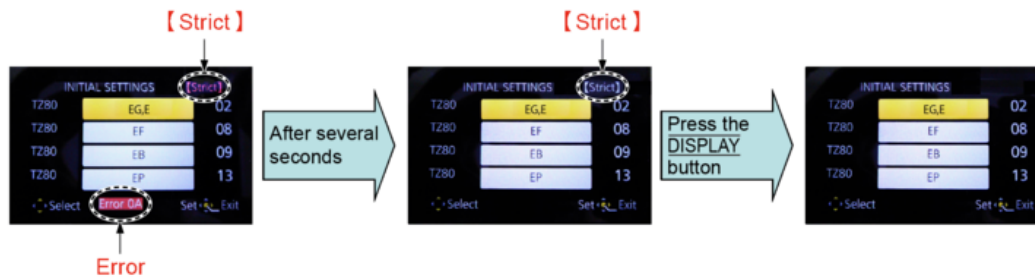 【 Strict 】
INITIAL SETTINGS 【Strict】
TZ80 EG,E 02
TZ80 EF 08
TZ80 EB 09
TZ80 EP 13
Select Error 0A Set Exit
Error
After several
seconds
【 Strict 】
INITIAL SETTINGS 【Strict】
TZ80 EG,E 02
TZ80 EF 08
TZ80 EB 09
TZ80 EP 13
Select Set Exit
Press the
DISPLAY
button
INITIAL SETTINGS
TZ80 EG,E 02
TZ80 EF 08
TZ80 EB 09
TZ80 EP 13
Select Set Exit